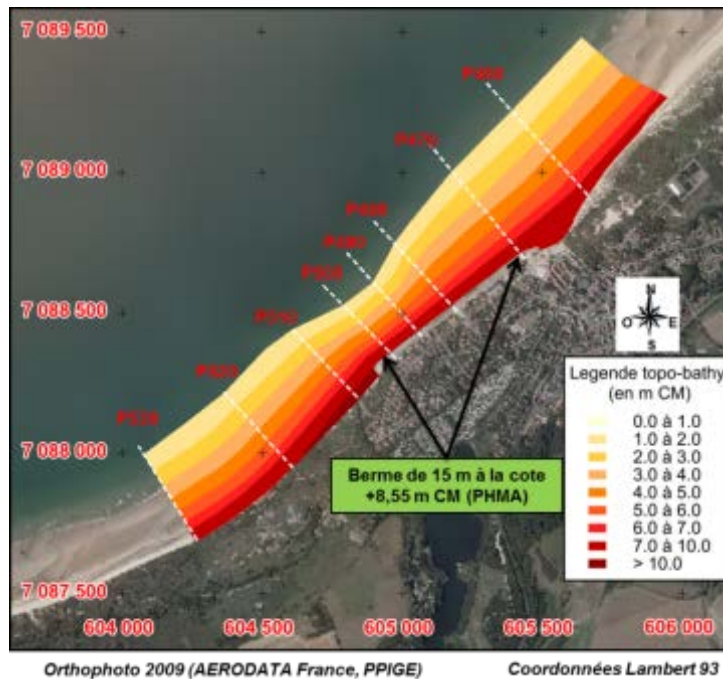 7 089 500
7 089 000
7 088 500
7 088 000
7 087 500
P520
P510
N
O E
S
Legende topo-bathy
(en m CM)
0.0 à 1.0
1.0 à 2.0
2.0 à 3.0
3.0 à 4.0
4.0 à 5.0
5.0 à 6.0
6.0 à 7.0
7.0 à 10.0
> 10.0
Berme de 15 m à la cote
+8,55 m CM (PHMA)
604 000
604 500
605 000
605 500
606 000
Orthophoto 2009 (AERODATA France, PPIGE)
Coordonnées Lambert 93